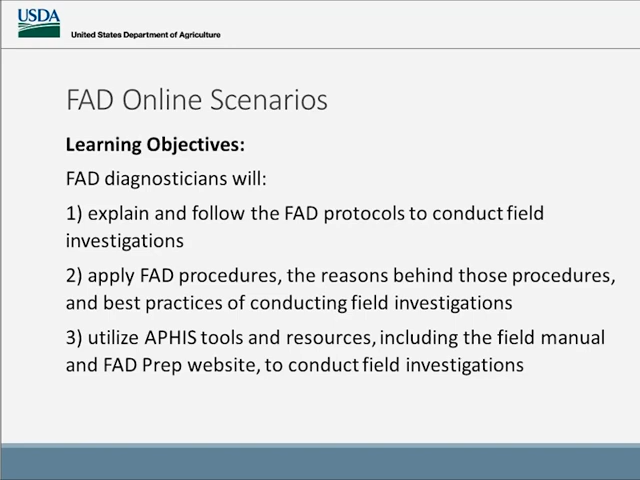 USDA
United States Department of Agriculture
FAD Online Scenarios
Learning Objectives:
FAD diagnosticians will:
1) explain and follow the FAD protocols to conduct field
investigations
2) apply FAD procedures, the reasons behind those procedures,
and best practices of conducting field investigations
3) utilize APHIS tools and resources, including the field manual
and FAD Prep website, to conduct field investigations